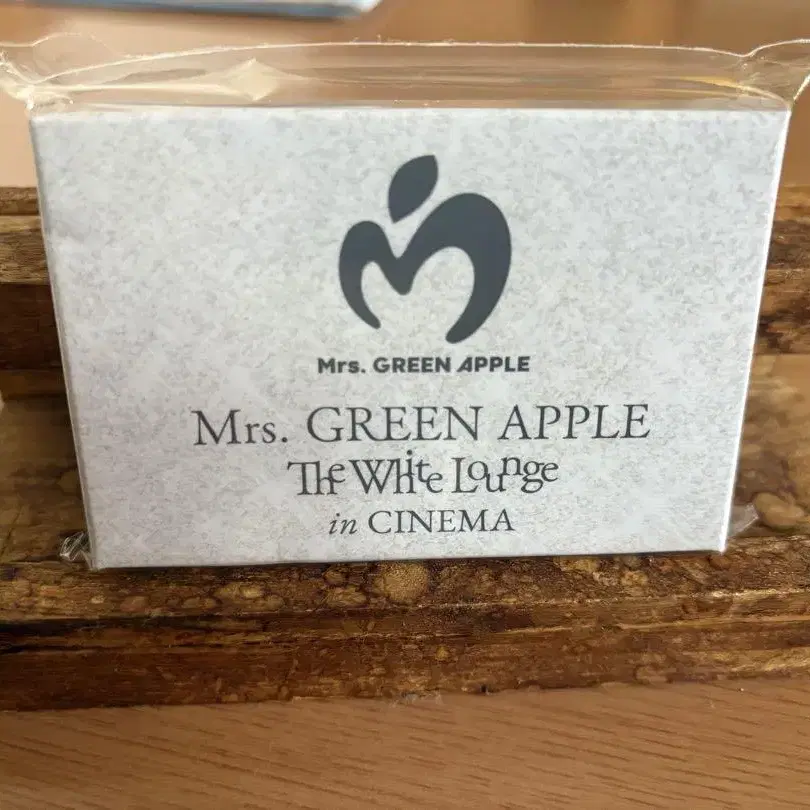 Mrs. GREEN APPLE
Mrs. GREEN APPLE
The White Lounge
in CINEMA